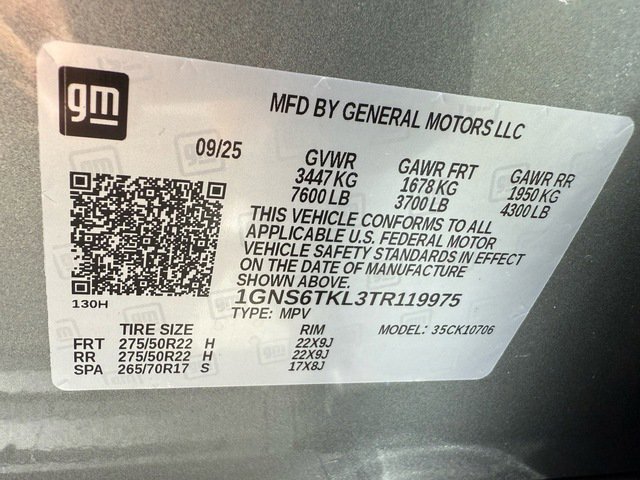 gm
MFD BY GENERAL MOTORS LLC
09/25
GVWR GAWR FRT GAWR RR
3447 KG 1678 KG 1950 KG
7600 LB 3700 LB 4300 LB
THIS VEHICLE CONFORMS TO ALL
APPLICABLE U.S. FEDERAL MOTOR
VEHICLE SAFETY STANDARDS IN EFFECT
ON THE DATE OF MANUFACTURE
SHOWN ABOVE.
1GNS6TKL3TR119975
130H
TYPE: MPV MODEL: 35CK10706
TIRE SIZE RIM
FRT 275/50R22 H 22X9J
RR 275/50R22 H 22X9J
SPA 265/70R17 S 17X8J